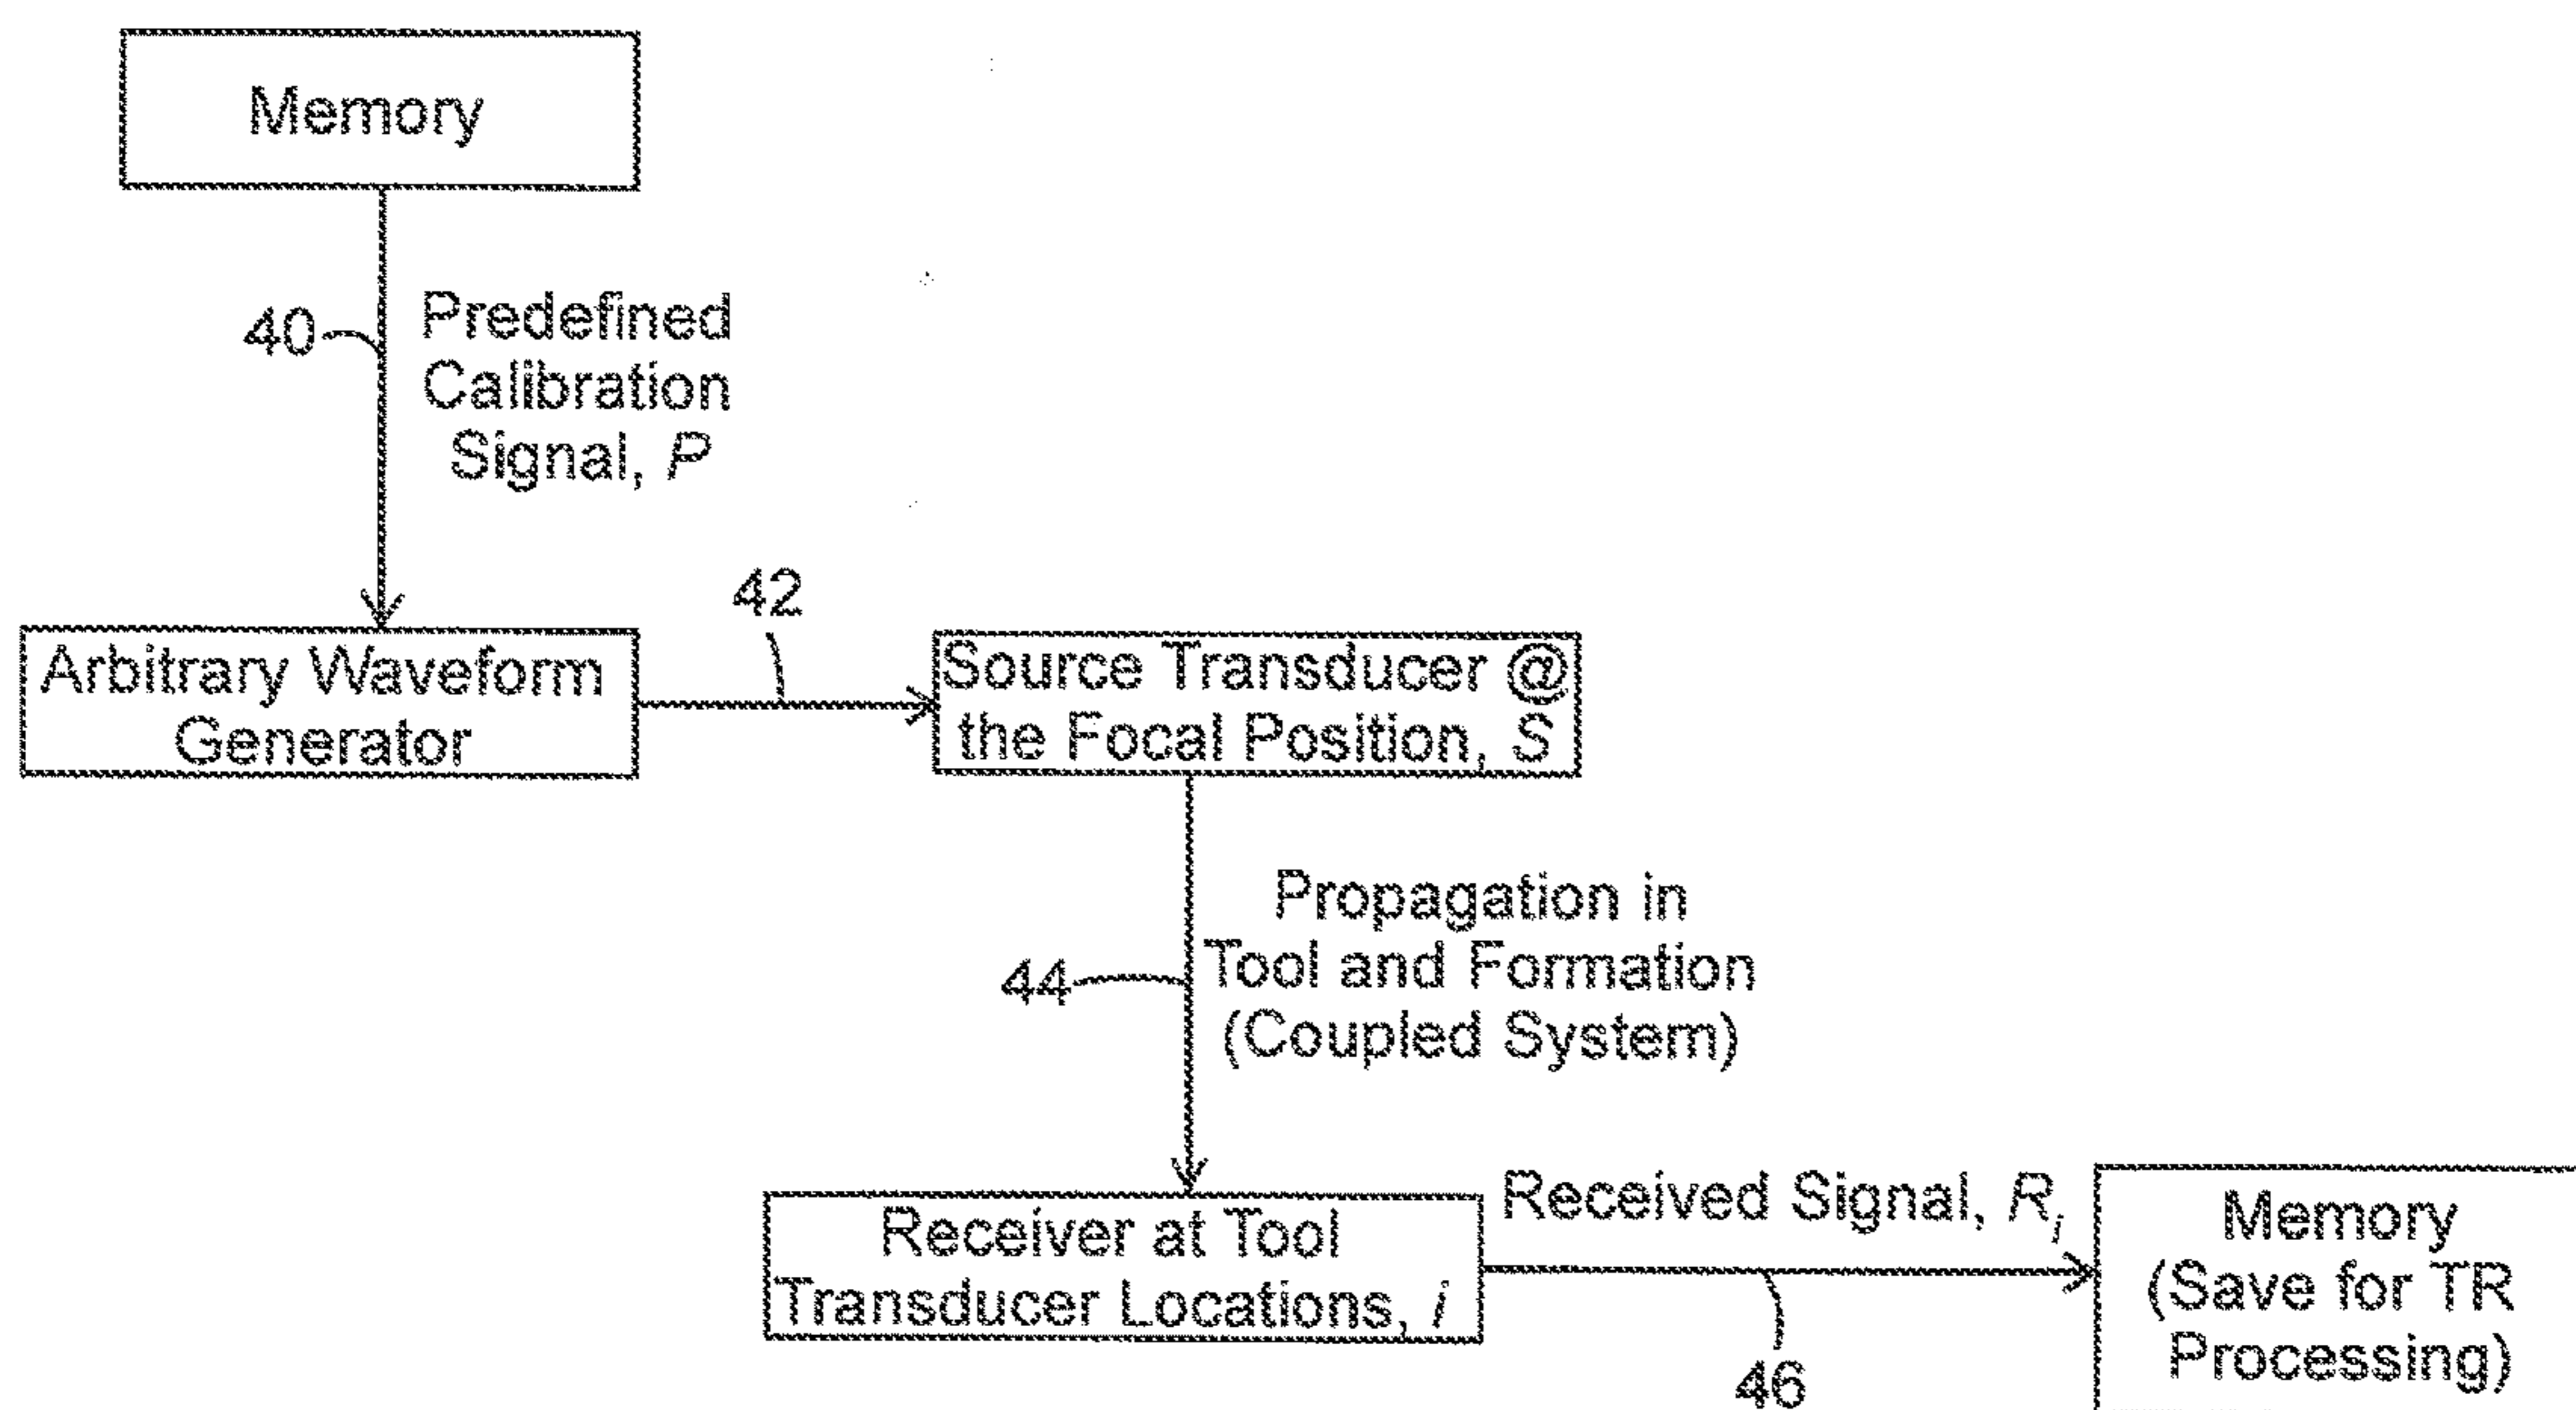 Memory
40
Predefined
Calibration
Signal, P
42
Arbitrary Waveform
Generator
Source Transducer @
the Focal Position, S
44
Propagation in
Tool and Formation
(Coupled System)
Receiver at Tool
Transducer Locations, i
Received Signal, Ri
46
Memory
(Save for TR
Processing)